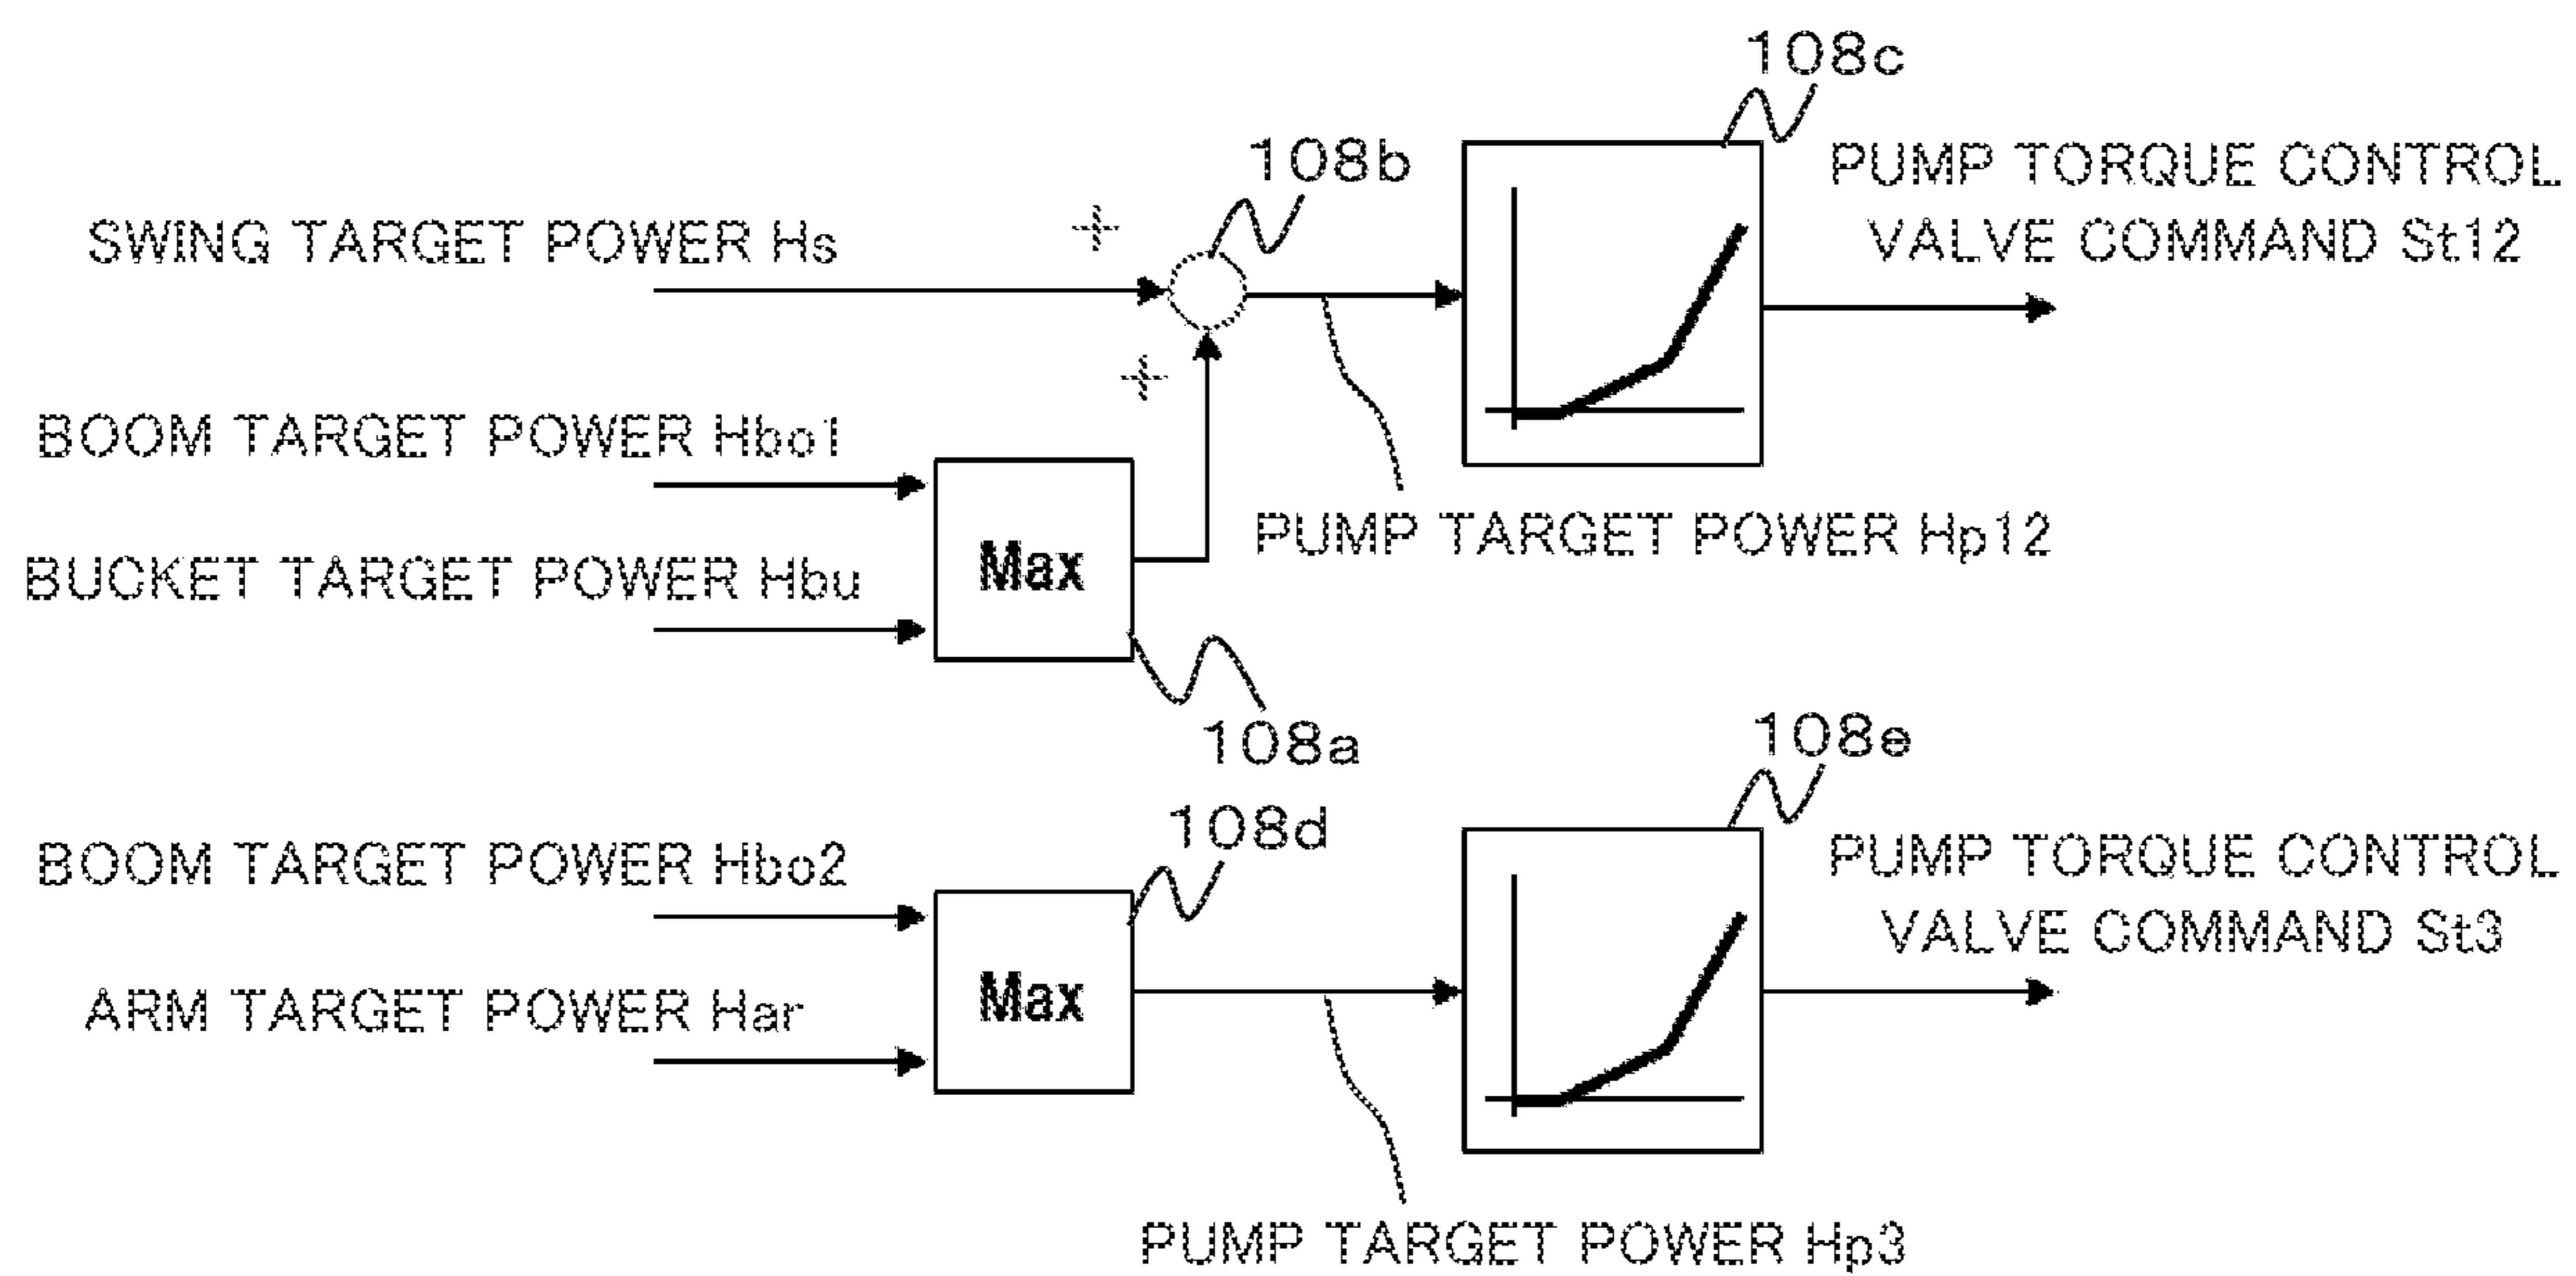 108c
108b
PUMP TORQUE CONTROL
VALVE COMMAND St12
SWING TARGET POWER Hs
+
+
BOOM TARGET POWER Hbo1
Max
PUMP TARGET POWER Hp12
BUCKET TARGET POWER Hbu
108a
108e
108d
BOOM TARGET POWER Hbo2
PUMP TORQUE CONTROL
VALVE COMMAND St3
Max
ARM TARGET POWER Har
PUMP TARGET POWER Hp3